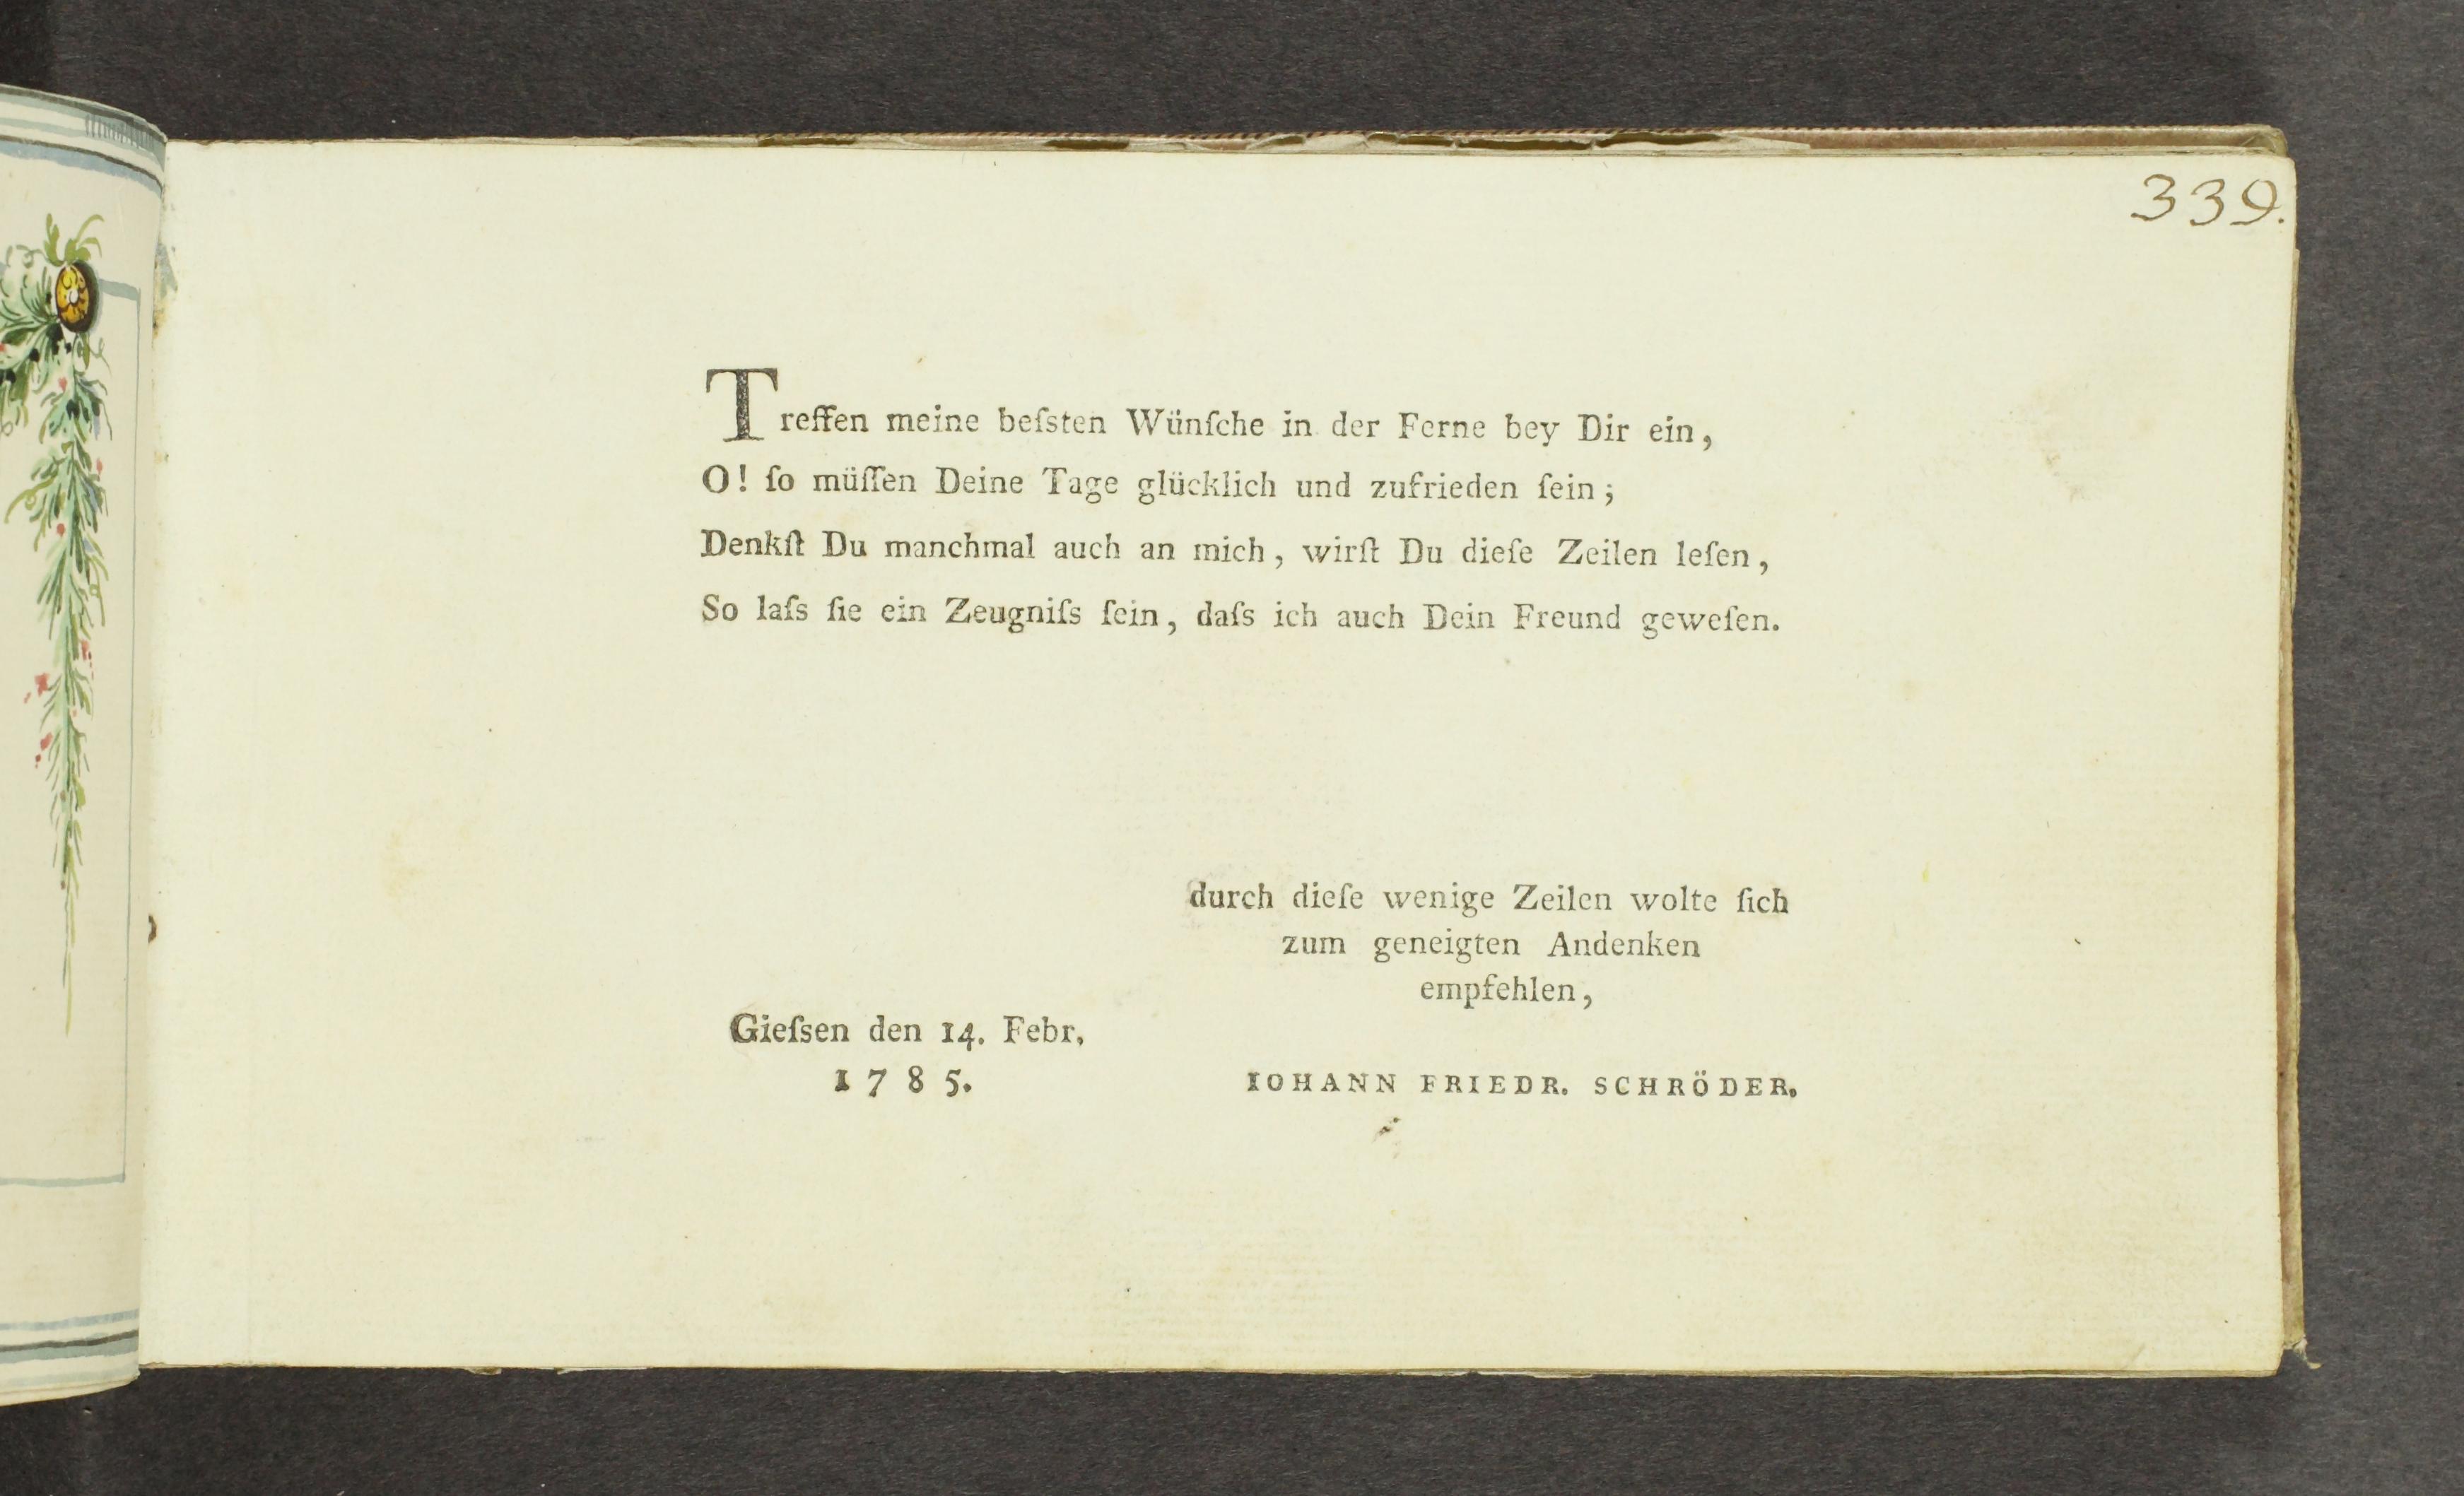 339.
Treffen meine beſsten Wünſche in der Ferne bey Dir ein,
O! ſo müſſen Deine Tage glücklich und zufrieden ſein;
Denkſt Du manchmal auch an mich, wirſt Du dieſe Zeilen leſen,
So laſs ſie ein Zeugniſs ſein, daſs ich auch Dein Freund geweſen.
durch dieſe wenige Zeilen wolte ſich
zum geneigten Andenken
empfehlen,
Gieſsen den 14. Febr.
1785.
IOHANN FRIEDR. SCHRÖDER.